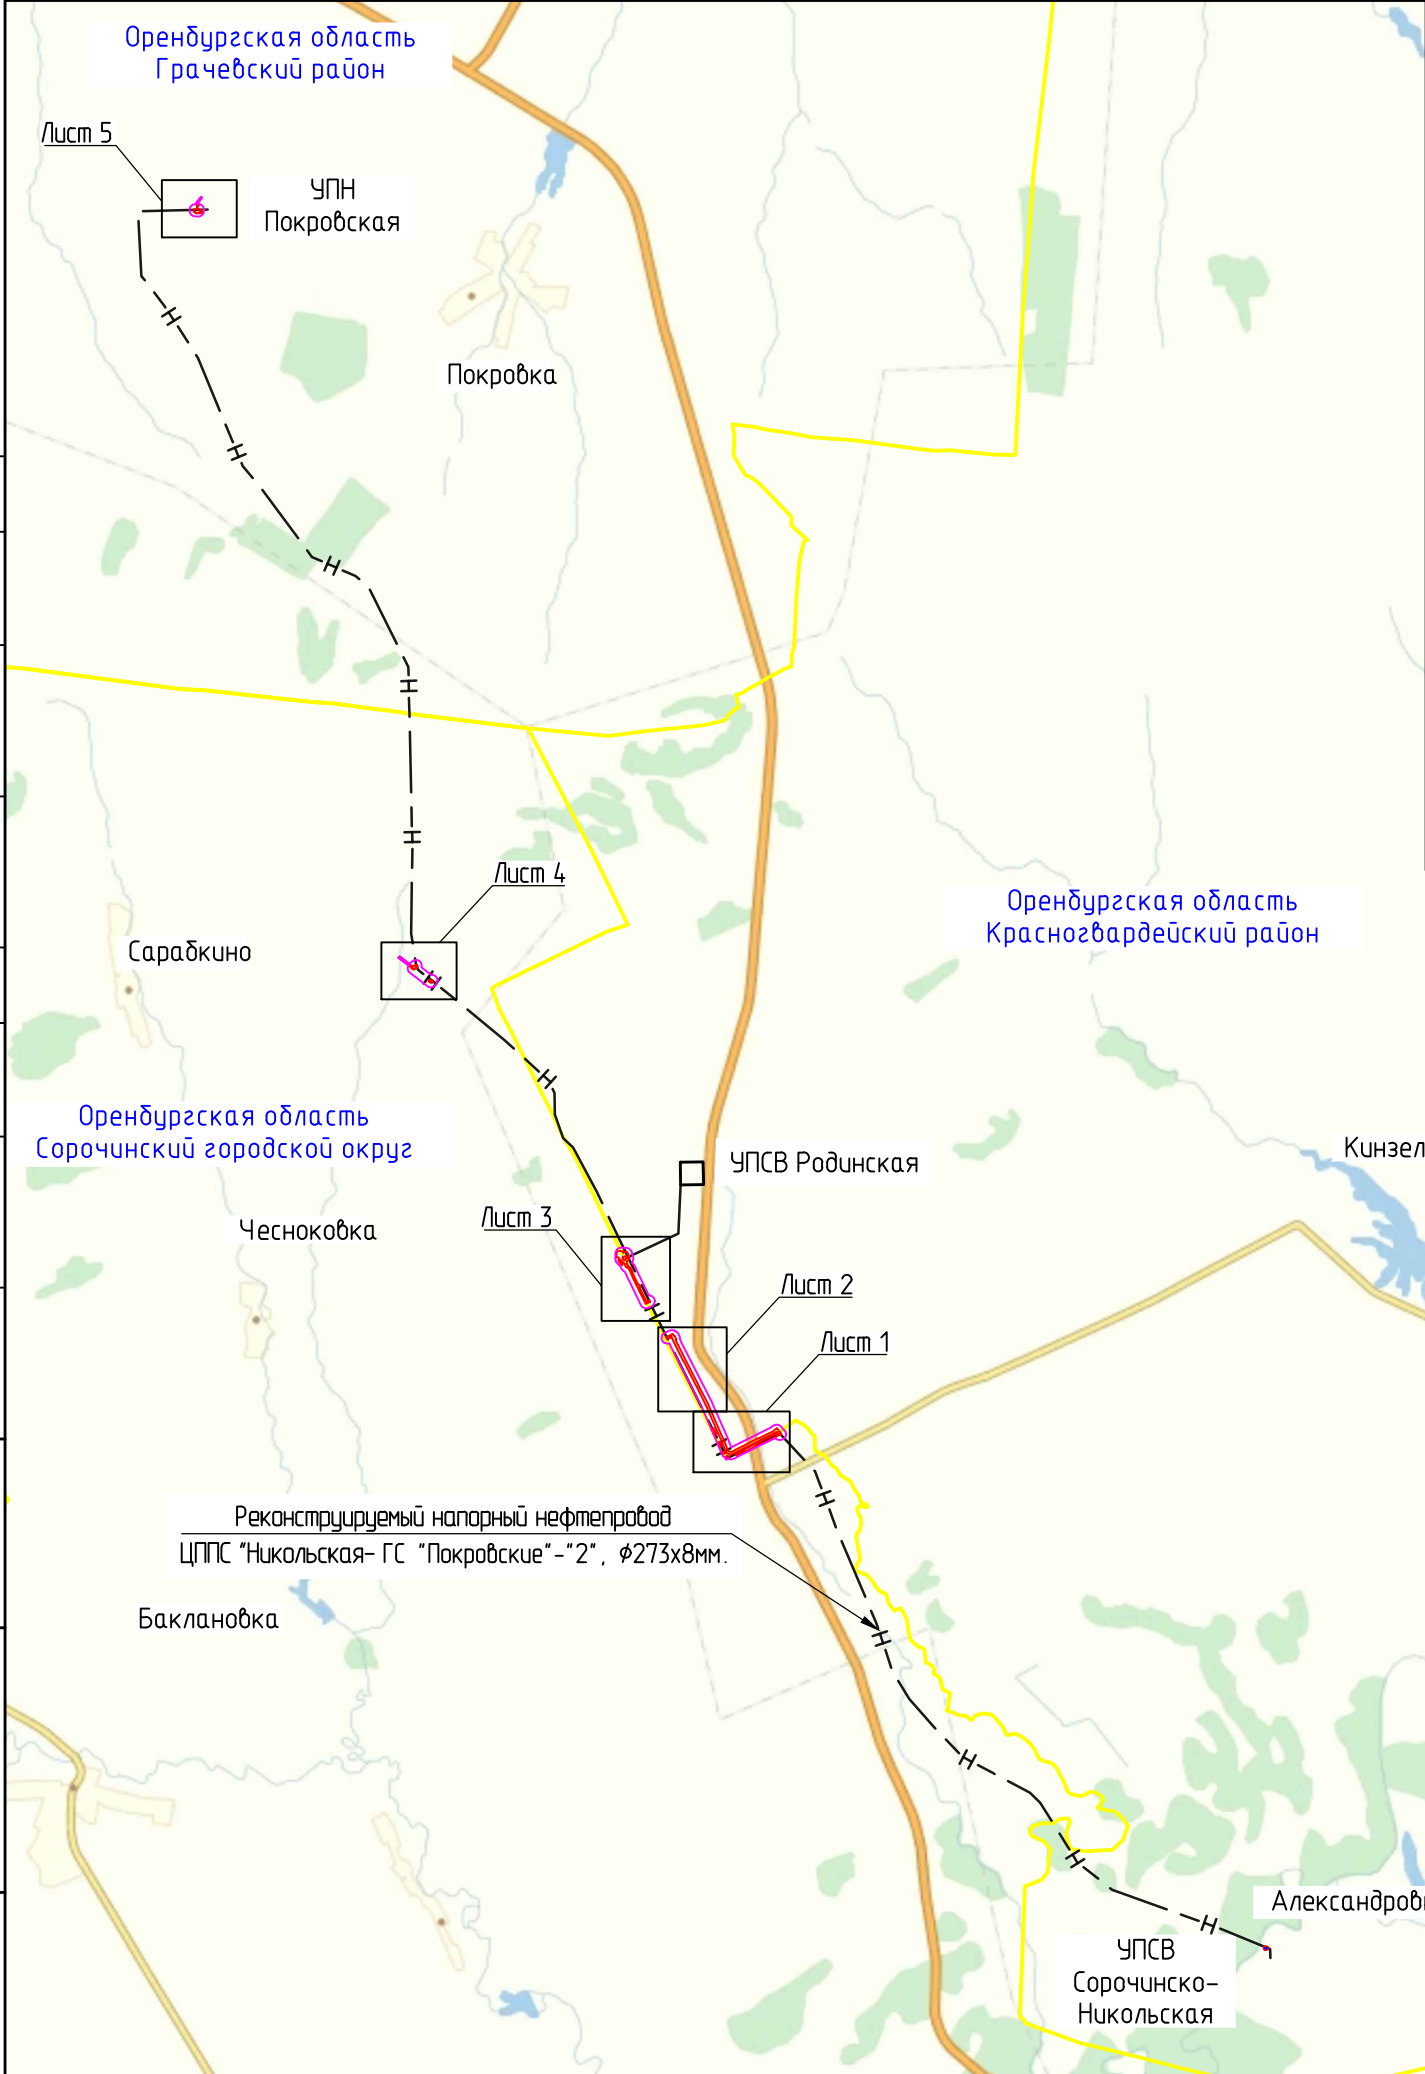 Оренбургская область
Грачевский район
Лист 5
УПН
Покровская
Покровка
Лист 4
Оренбургская область
Красногвардейский район
Сарабкино
Оренбургская область
Сорочинский городской округ
УПСВ Родинская
Кинзел
Чесноковка
Лист 3
Лист 2
Лист 1
Реконструируемый напорный нефтепровод
ЦППС "Никольская- ГС "Покровские"-"2", ϕ273х8мм.
Баклановка
Александров
УПСВ
Сорочинско-
Никольская